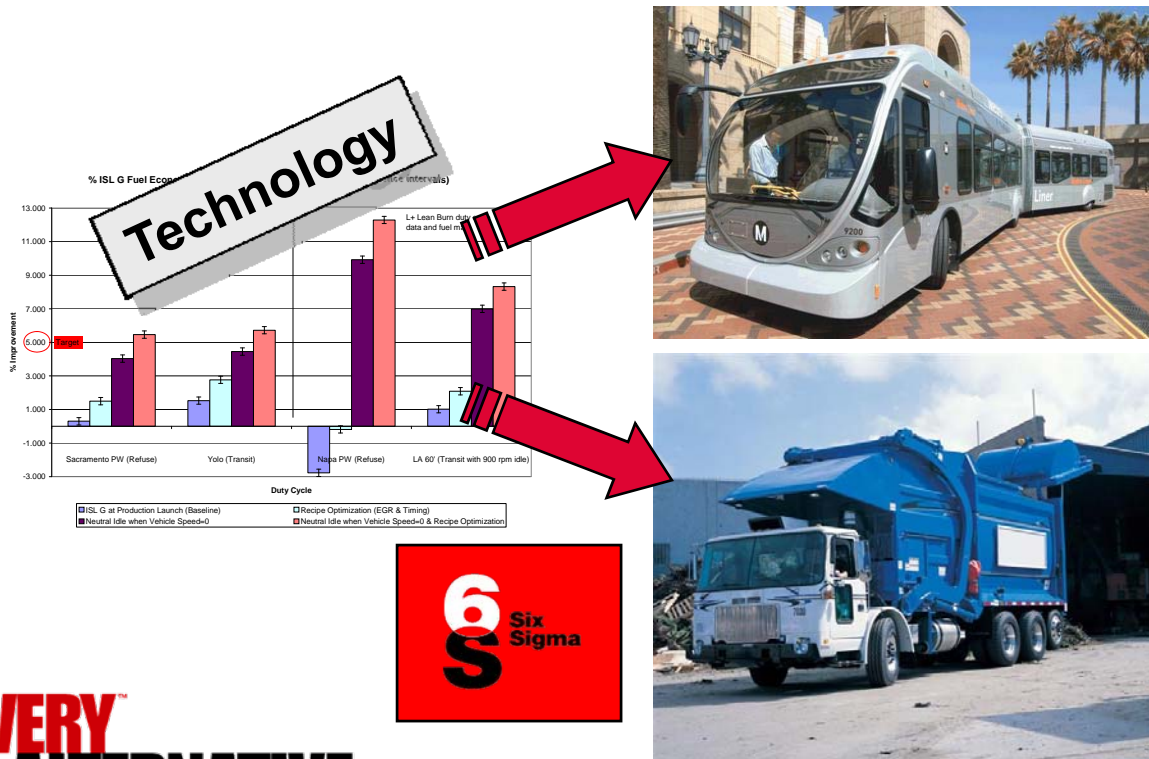 Technology
% ISL G Fuel Econ
intervals)
13.000
11.000
9.000
7.000
5.000
3.000
1.000
-1.000
-3.000
% Improvement
Target
L+ Lean Burn duty
data and fuel
Sacramento PW (Refuse)
Yolo (Transit)
Napa PW (Refuse)
LA 60' (Transit with 900 rpm idle)
Duty Cycle
ISL G at Production Launch (Baseline)
Recipe Optimization (EGR & Timing)
Neutral Idle when Vehicle Speed=0
Neutral Idle when Vehicle Speed=0 & Recipe Optimization
6S
Six
Sigma
M
9200
Liner
VERY™
ALTERNATIVE